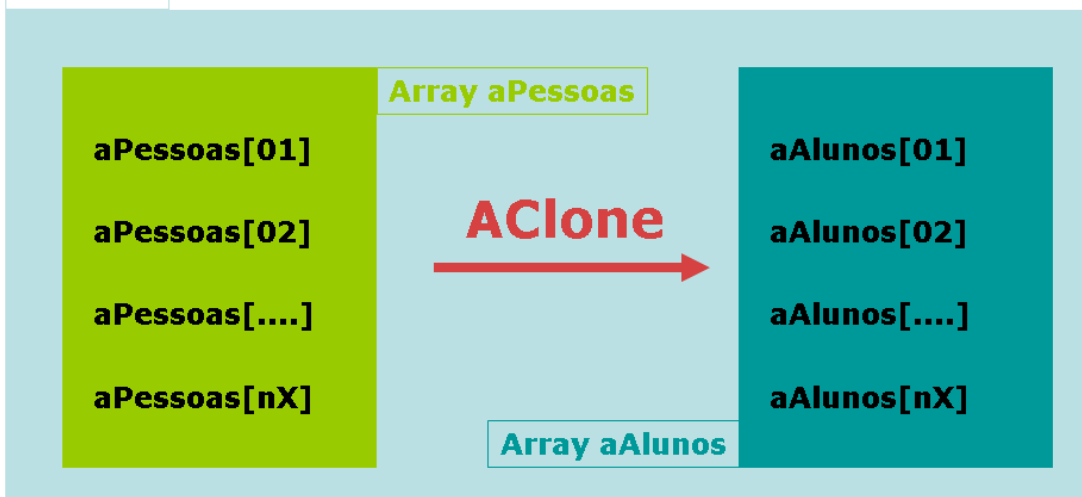 Array aPessoas
aPessoas[01]
aPessoas[02]
aPessoas[....]
aPessoas[nX]
AClone
aAlunos[01]
aAlunos[02]
aAlunos[....]
aAlunos[nX]
Array aAlunos